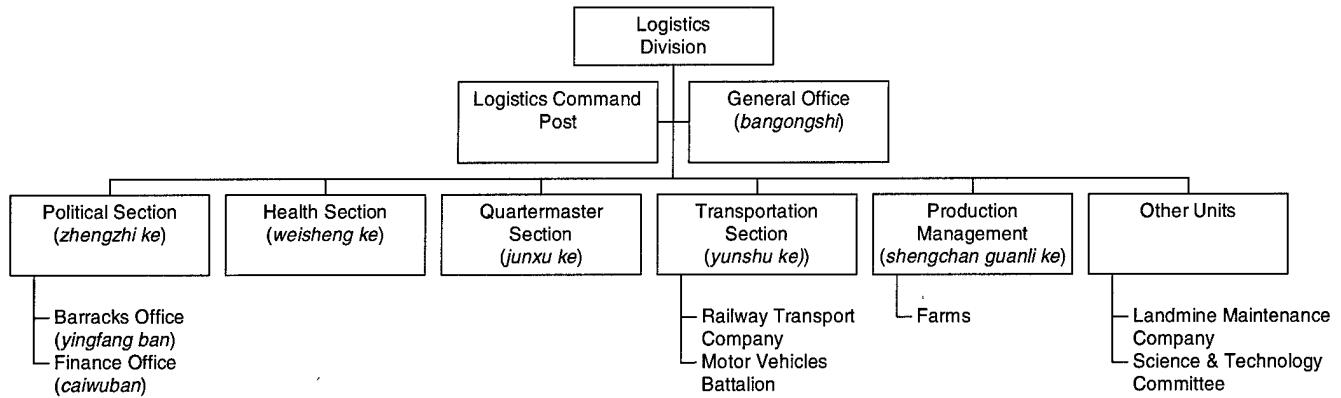 Logistics
Division
Logistics Command
Post
General Office
(bangongshi)
Political Section
(zhengzhi ke)
Health Section
(weisheng ke)
Quartermaster
Section
(junxu ke)
Transportation
Section
(yunshu ke))
Production
Management
(shengchan guanli ke)
Other Units
Barracks Office
(yingfang ban)
Finance Office
(caiwuban)
Railway Transport
Company
Motor Vehicles
Battalion
Farms
Landmine Maintenance
Company
Science & Technology
Committee